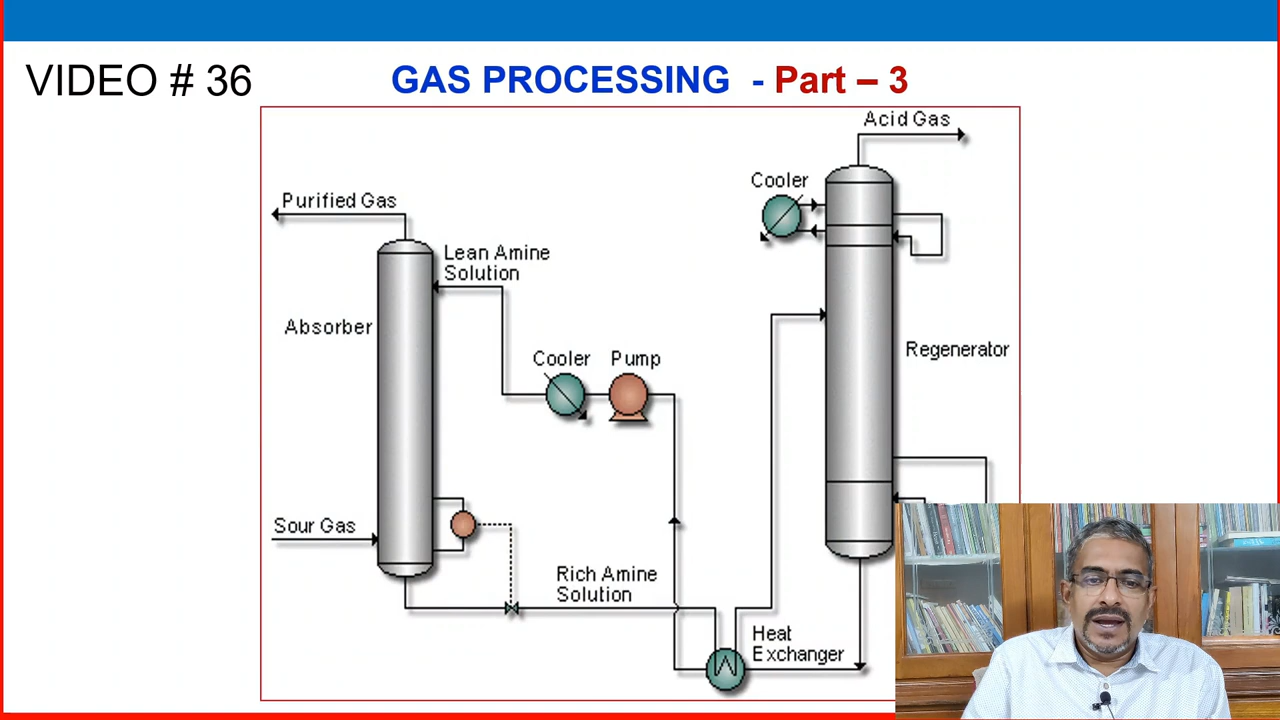 VIDEO # 36
GAS PROCESSING - Part – 3
Acid Gas
Cooler
Purified Gas
Lean Amine
Solution
Absorber
Cooler
Pump
Regenerator
Sour Gas
Rich Amine
Solution
Heat
Exchanger